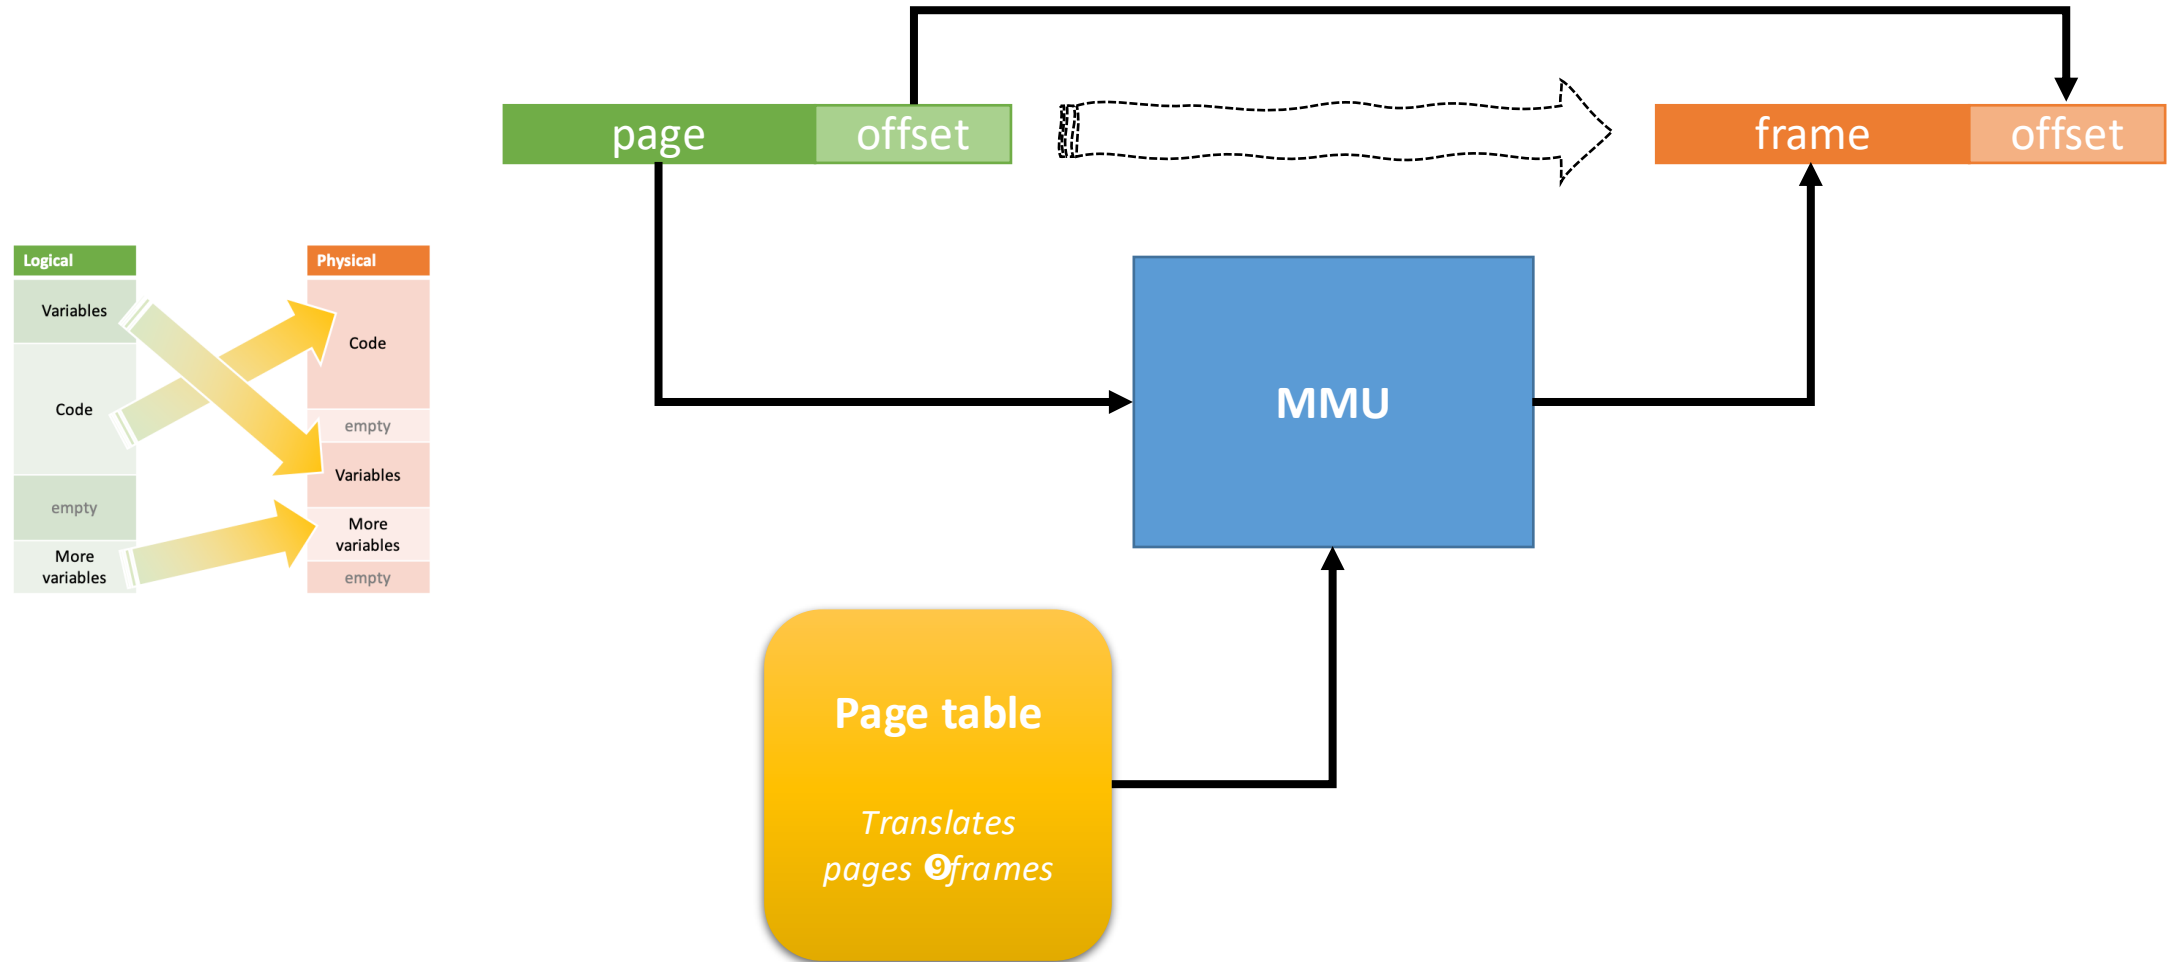 page
offset
frame
offset
Logical
Variables
Code
empty
More
variables
Physical
Code
empty
Variables
More
variables
empty
MMU
Page table
Translates
pages ➒frames